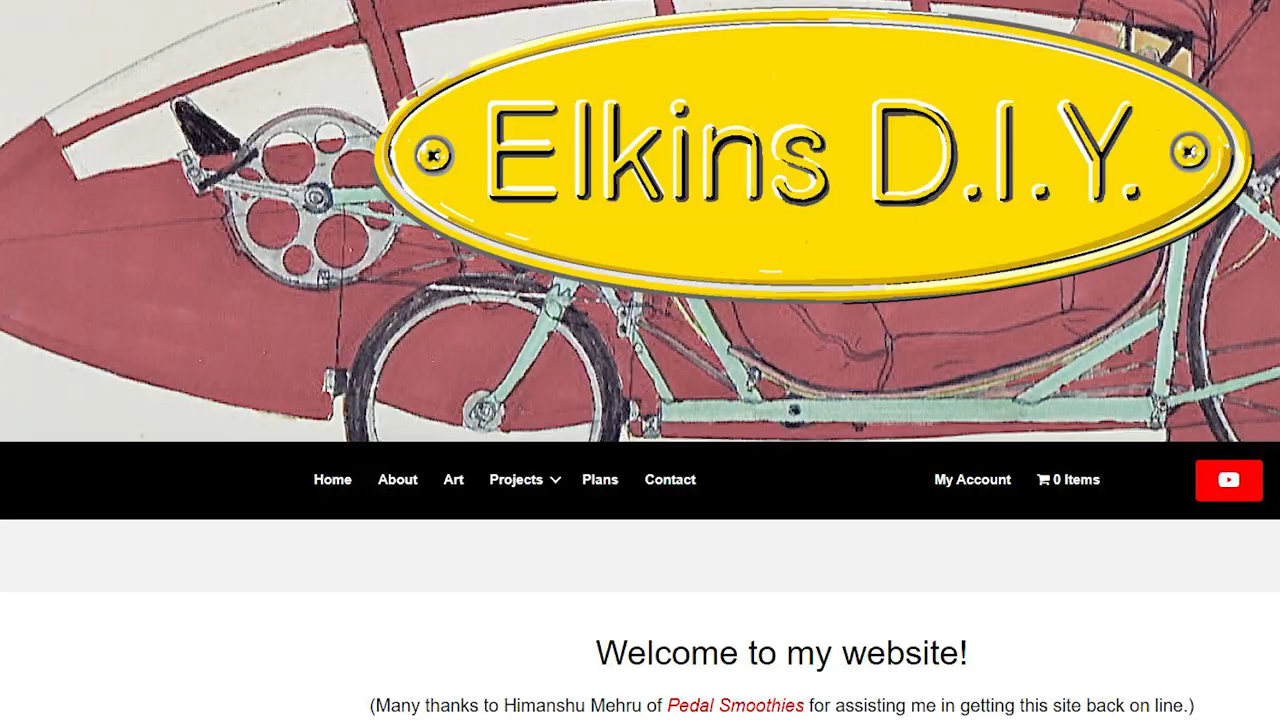 Elkins D.I.Y.
Home About Art Projects Plans Contact My Account 0 Items
Welcome to my website!
(Many thanks to Himanshu Mehru of Pedal Smoothies for assisting me in getting this site back on line.)